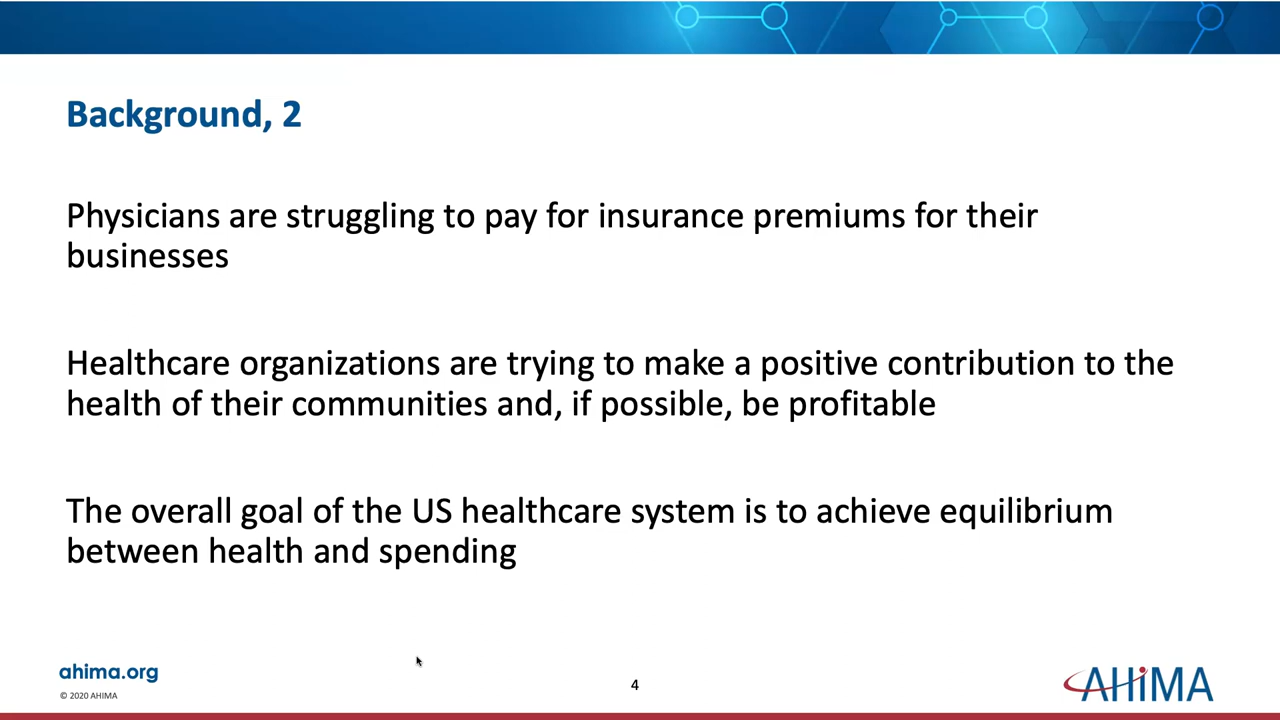 Background, 2
Physicians are struggling to pay for insurance premiums for their
businesses
Healthcare organizations are trying to make a positive contribution to the
health of their communities and, if possible, be profitable
The overall goal of the US healthcare system is to achieve equilibrium
between health and spending
ahima.org
© 2020 AHIMA
4
AHiMA